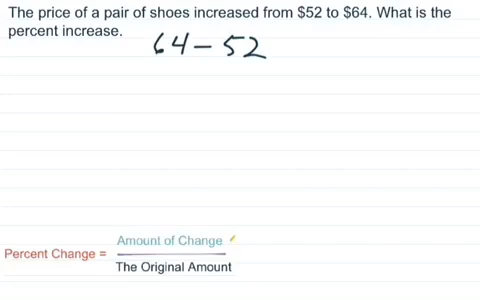 The price of a pair of shoes increased from $52 to $64. What is the
percent increase.
64 - 52
Amount of Change
Percent Change =
The Original Amount